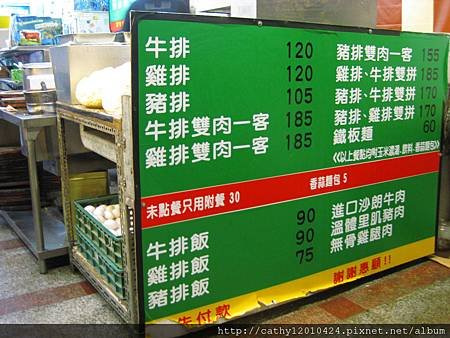 牛排 120
雞排 120
豬排 105
牛排雙肉一客 185
雞排雙肉一客 185
豬排雙肉一客 155
雞排、牛排雙拼 185
豬排、牛排雙拼 170
豬排、雞排雙拼 170
鐵板麵 60
未點餐只用附餐 30
香蒜麵包 5
牛排飯 90
雞排飯 90
豬排飯 75
進口沙朗牛肉
溫體里肌豬肉
無骨雞腿肉
先付款
謝謝惠顧!
http://cathy12010424.pixnet.net/album